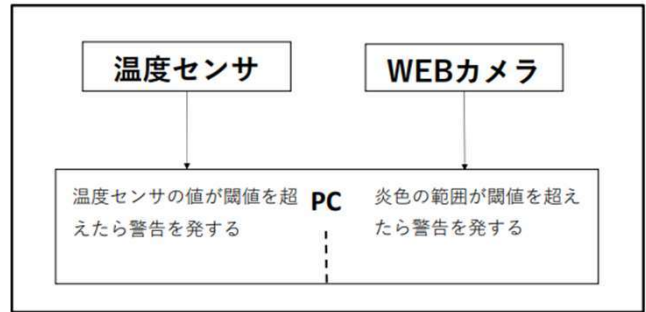 温度センサ
WEBカメラ
温度センサの値が閾値を超
えたら警告を発する
PC
炎色の範囲が閾値を超え
たら警告を発する